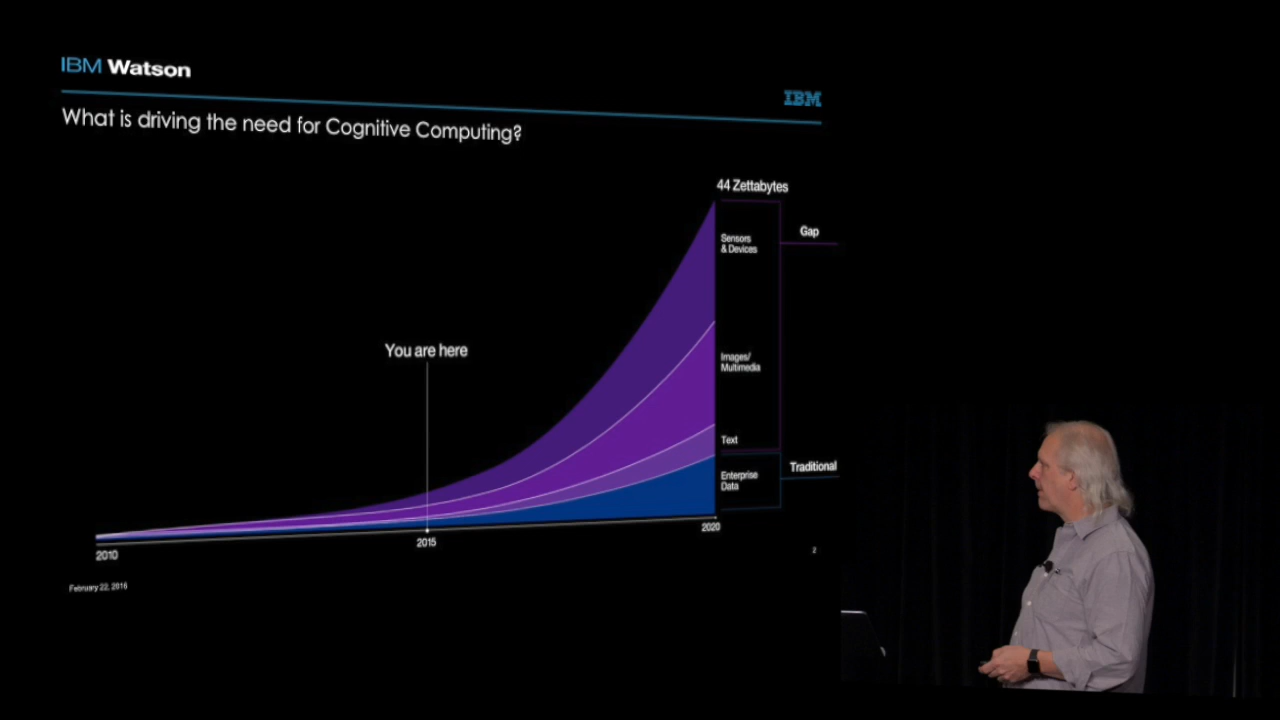 IBM Watson
IBM
What is driving the need for Cognitive Computing?
44 Zettabytes
Gap
Sensors
& Devices
You are here
Images/
Multimedia
Text
Traditional
Enterprise
Data
2010
2015
2020
2
February 22, 2016